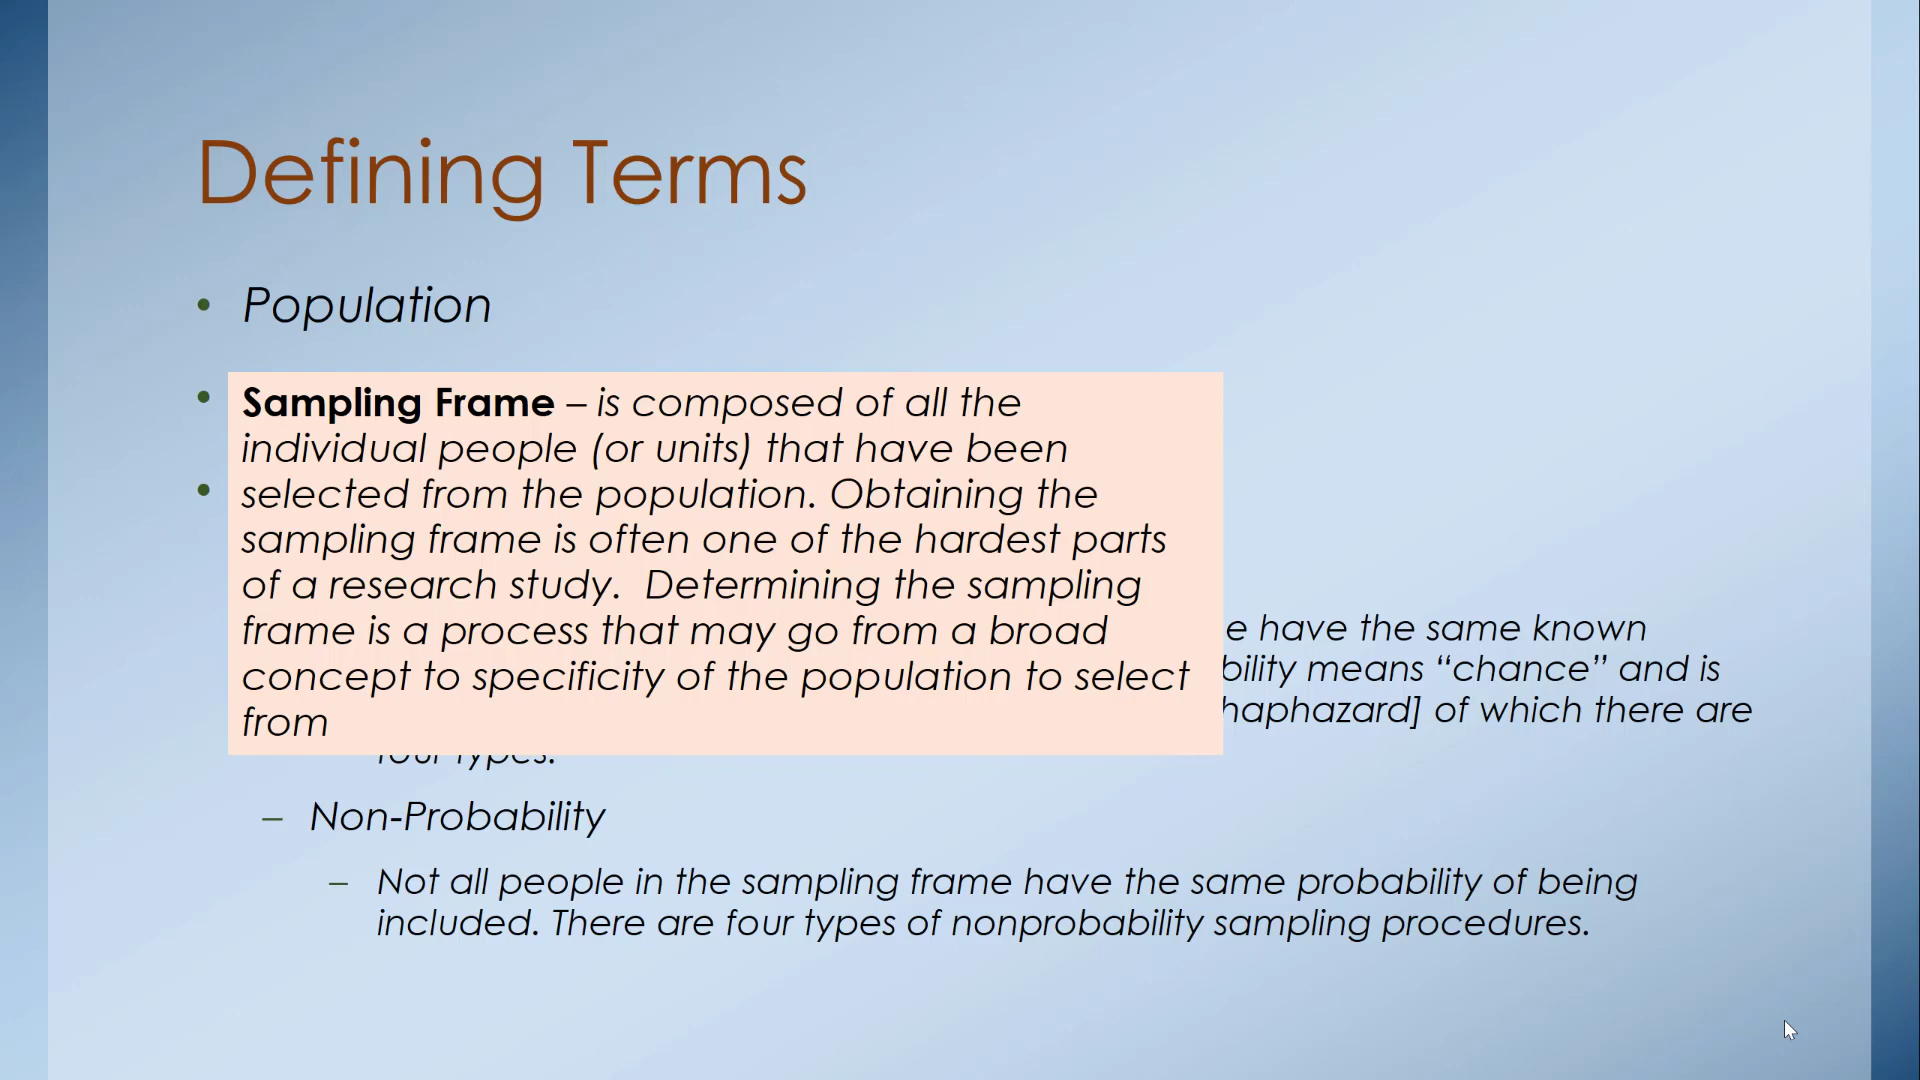 Defining Terms
• Population
• Sampling Frame – is composed of all the
individual people (or units) that have been
• selected from the population. Obtaining the
sampling frame is often one of the hardest parts
of a research study.  Determining the sampling
frame is a process that may go from a broad
concept to specificity of the population to select
from
e have the same known
bility means “chance” and is
haphazard] of which there are
four types.
– Non-Probability
– Not all people in the sampling frame have the same probability of being
included. There are four types of nonprobability sampling procedures.